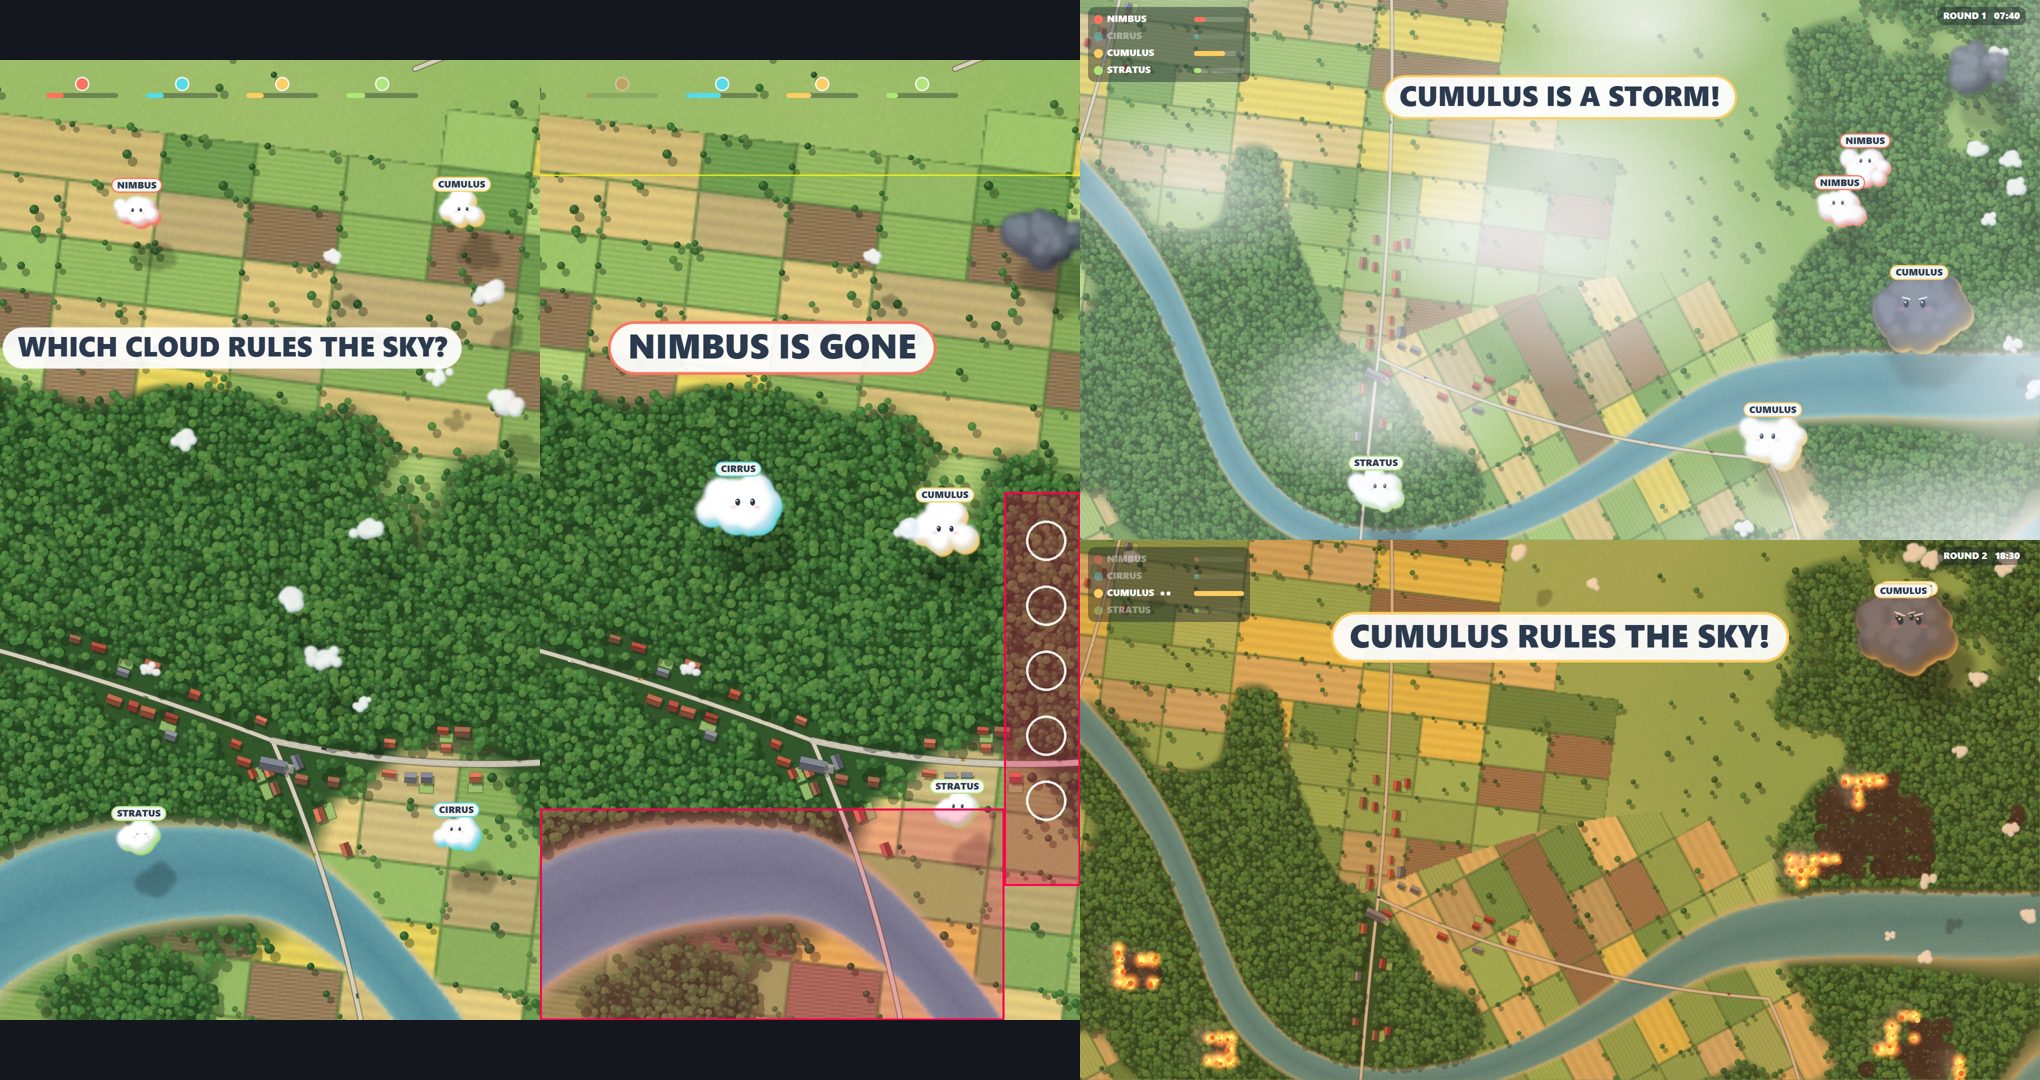 NIMBUS
CUMULUS
WHICH CLOUD RULES THE SKY?
STRATUS
CIRRUS
NIMBUS IS GONE
CIRRUS
CUMULUS
STRATUS
NIMBUS
CIRRUS
CUMULUS
STRATUS
ROUND 1 07:40
CUMULUS IS A STORM!
NIMBUS
NIMBUS
CUMULUS
CUMULUS
STRATUS
NIMBUS
CIRRUS
CUMULUS
STRATUS
ROUND 2 18:30
CUMULUS
CUMULUS RULES THE SKY!